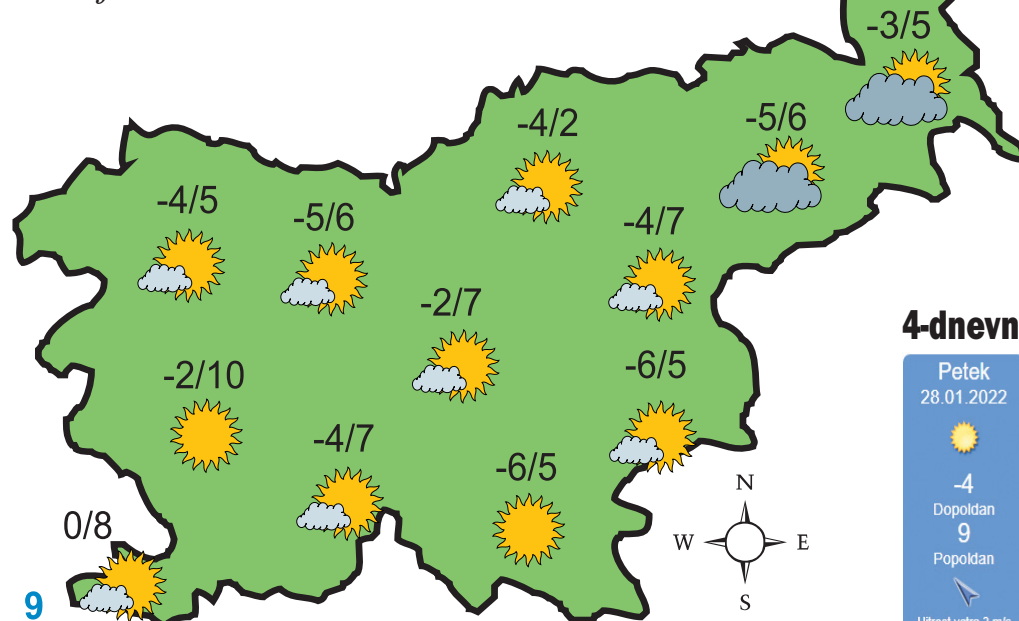 -3/5
-4/2
-5/6
-4/5
-5/6
-4/7
-2/7
-2/10
-6/5
-4/7
-6/5
0/8
9
N
W
E
S
4-dnevn
Petek
28.01.2022
-4
Dopoldan
9
Popoldan